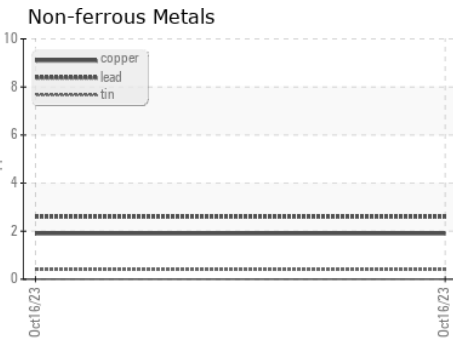 Non-ferrous Metals
10
copper
lead
tin
8
6
4
2
0
Oct16/23
Oct16/23